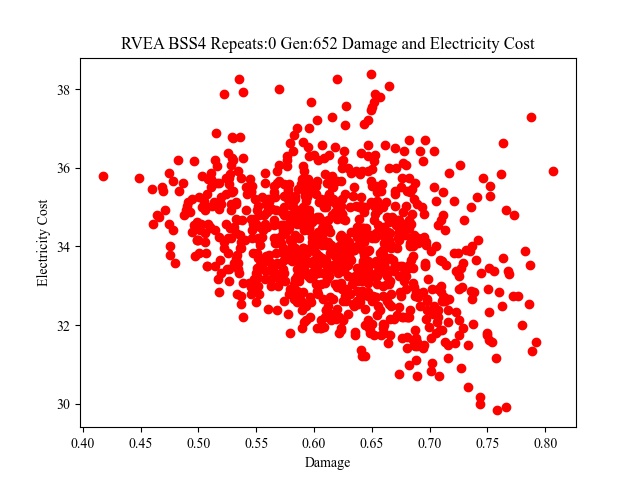 RVEA BSS4 Repeats:0 Gen:652 Damage and Electricity Cost
38
36
34
32
30
Electricity Cost
0.40 0.45 0.50 0.55 0.60 0.65 0.70 0.75 0.80
Damage